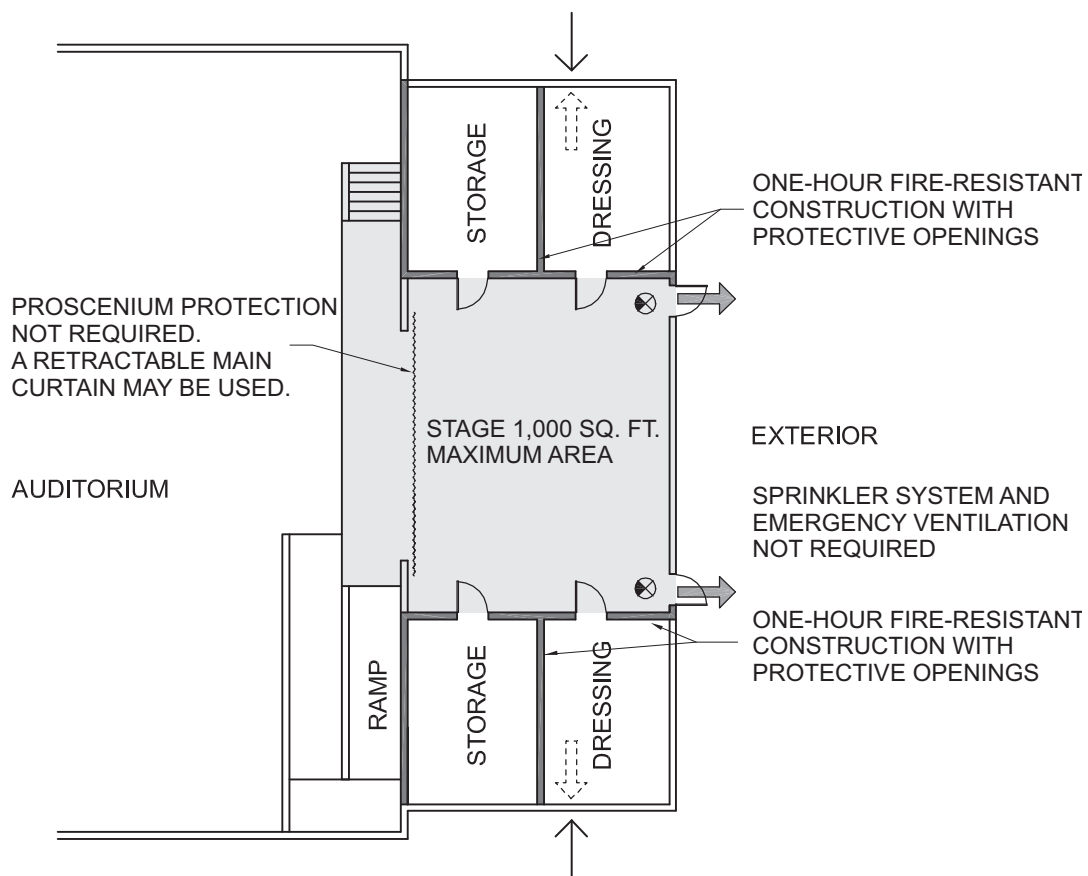 STORAGE
DRESSING
ONE-HOUR FIRE-RESISTANT
CONSTRUCTION WITH
PROTECTIVE OPENINGS
PROSCENIUM PROTECTION
NOT REQUIRED.
A RETRACTABLE MAIN
CURTAIN MAY BE USED.
STAGE 1,000 SQ. FT.
MAXIMUM AREA
EXTERIOR
AUDITORIUM
SPRINKLER SYSTEM AND
EMERGENCY VENTILATION
NOT REQUIRED
ONE-HOUR FIRE-RESISTANT
CONSTRUCTION WITH
PROTECTIVE OPENINGS
RAMP
STORAGE
DRESSING